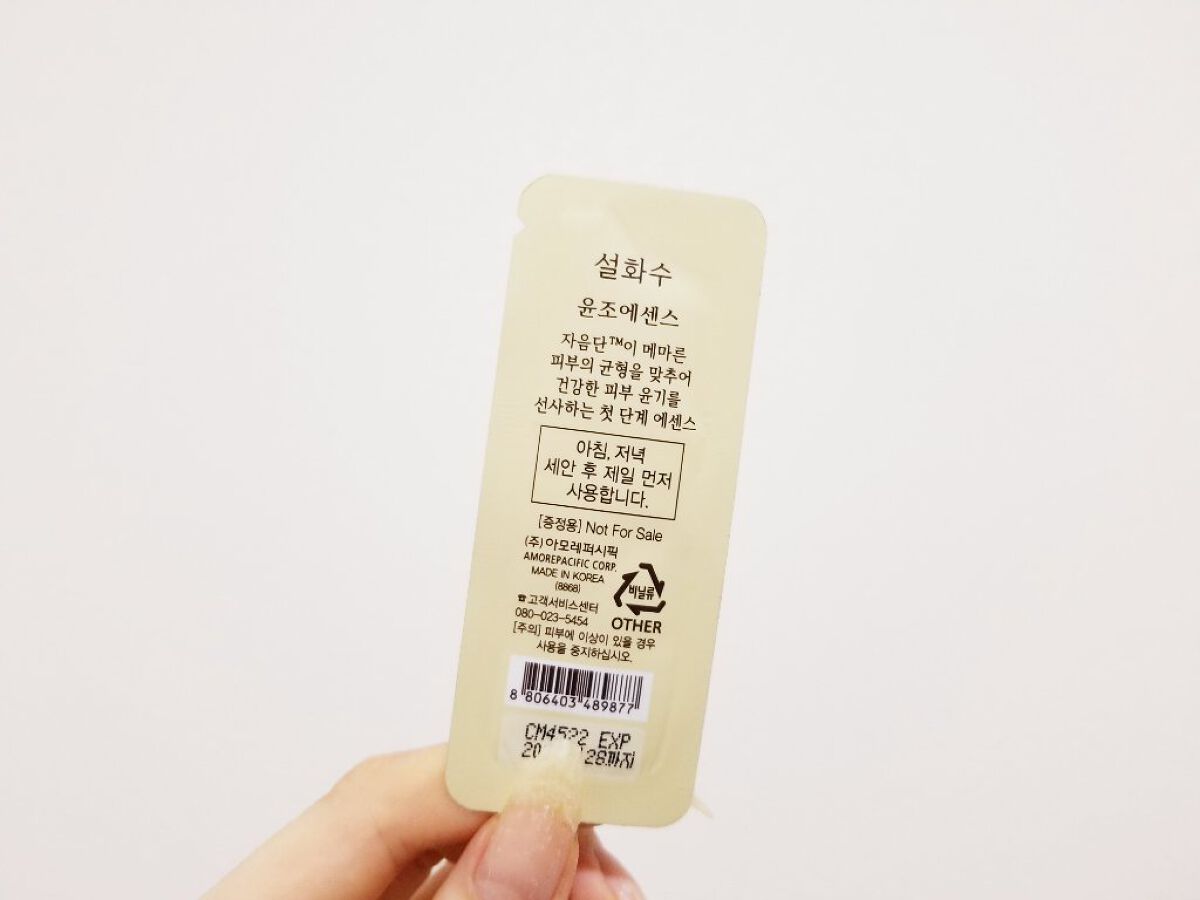 설화수
윤조에센스
자음단™이 메마른
피부의 균형을 맞추어
건강한 피부 윤기를
선사하는 첫 단계 에센스
아침, 저녁
세안 후 제일 먼저
사용합니다.
[증정용] Not For Sale
(주)아모레퍼시픽
AMOREPACIFIC CORP.
MADE IN KOREA
(8868)
☎고객서비스센터
080-023-5454
비닐류
OTHER
[주의] 피부에 이상이 있을 경우
사용을 중지하십시오.
8 806403 489877
EXP